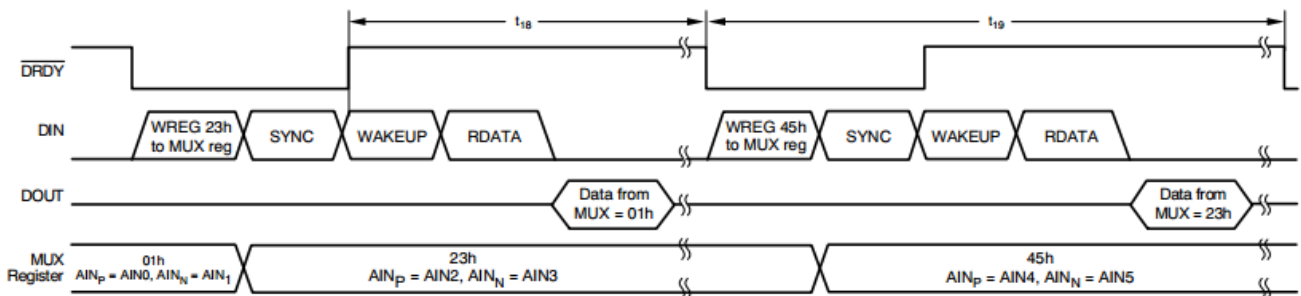 t18 t19
DRDY
DIN WREG 23h to MUX reg SYNC WAKEUP RDATA WREG 45h to MUX reg SYNC WAKEUP RDATA
DOUT Data from MUX = 01h Data from MUX = 23h
MUX Register
01h
AINP = AIN0, AINN = AIN1
23h
AINP = AIN2, AINN = AIN3
45h
AINP = AIN4, AINN = AIN5